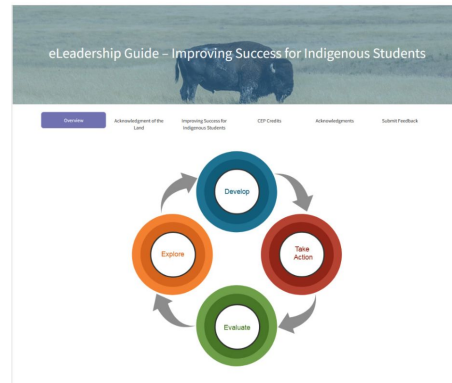 eLeadership Guide – Improving Success for Indigenous Students
Overview
Acknowledgment of the
Land
Improving Success for
Indigenous Students
CEP Credits
Acknowledgments
Submit Feedback
Develop
Explore
Take
Action
Evaluate